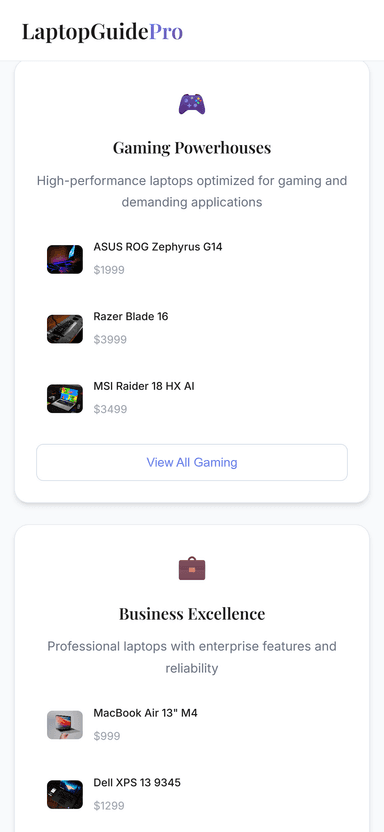 LaptopGuidePro
Gaming Powerhouses
High-performance laptops optimized for gaming and
demanding applications
ASUS ROG Zephyrus G14
$1999
Razer Blade 16
$3999
MSI Raider 18 HX AI
$3499
View All Gaming
Business Excellence
Professional laptops with enterprise features and
reliability
MacBook Air 13" M4
$999
Dell XPS 13 9345
$1299